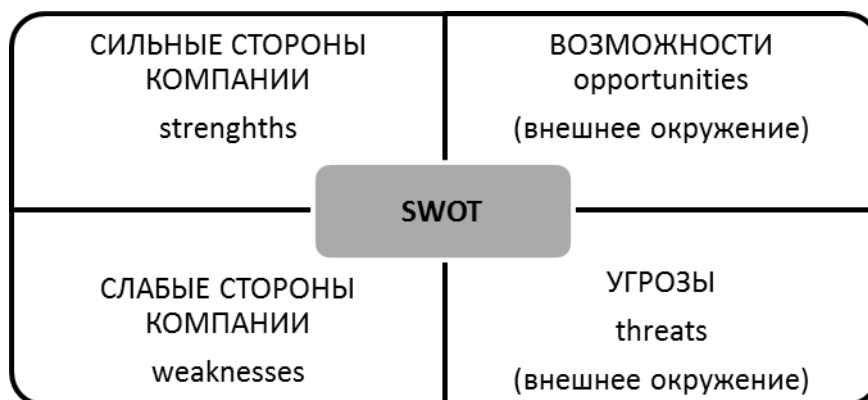 СИЛЬНЫЕ СТОРОНЫ
КОМПАНИИ
strenghths
ВОЗМОЖНОСТИ
opportunities
(внешнее окружение)
SWOT
СЛАБЫЕ СТОРОНЫ
КОМПАНИИ
weaknesses
УГРОЗЫ
threats
(внешнее окружение)